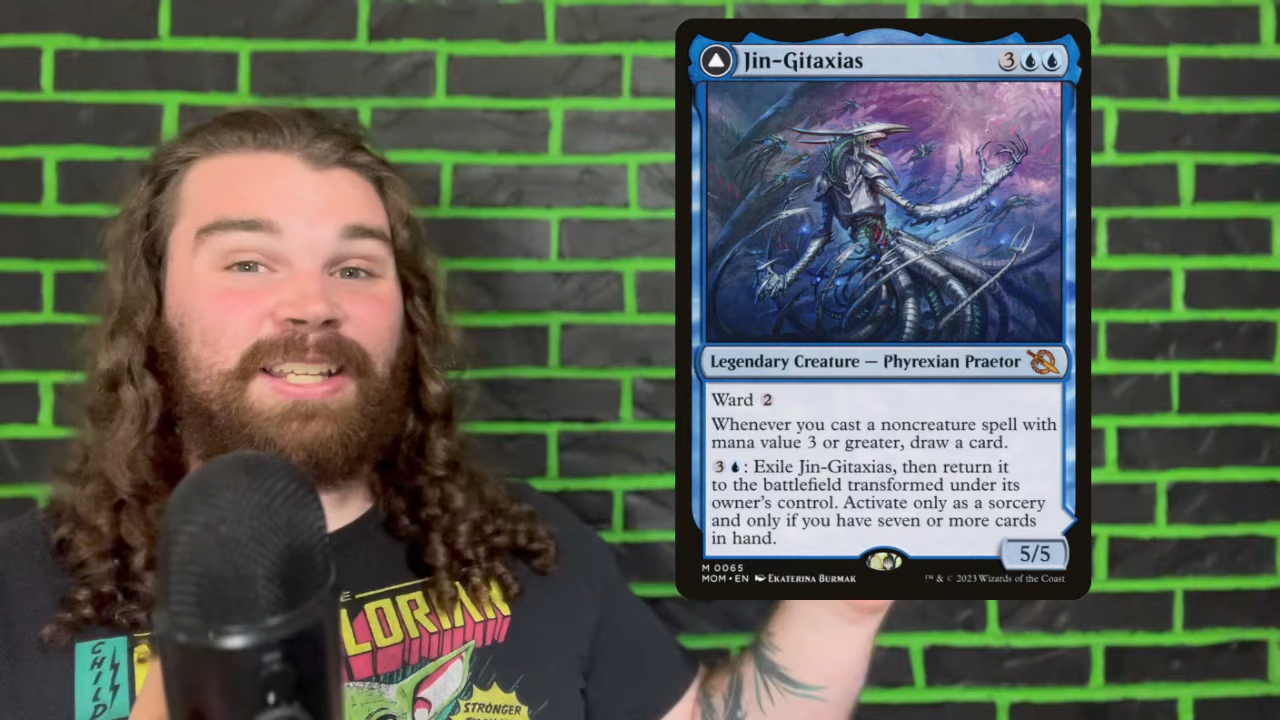 Jin-Gitaxias 3
Legendary Creature — Phyrexian Praetor
Ward 2
Whenever you cast a noncreature spell with
mana value 3 or greater, draw a card.
3 : Exile Jin-Gitaxias, then return it
to the battlefield transformed under its
owner's control. Activate only as a sorcery
and only if you have seven or more cards
in hand.
5/5
M 0065
MOM • EN EKATERINA BURMAK
™ & © 2023 Wizards of the Coast
LORIAN
CHILD
STRONGER